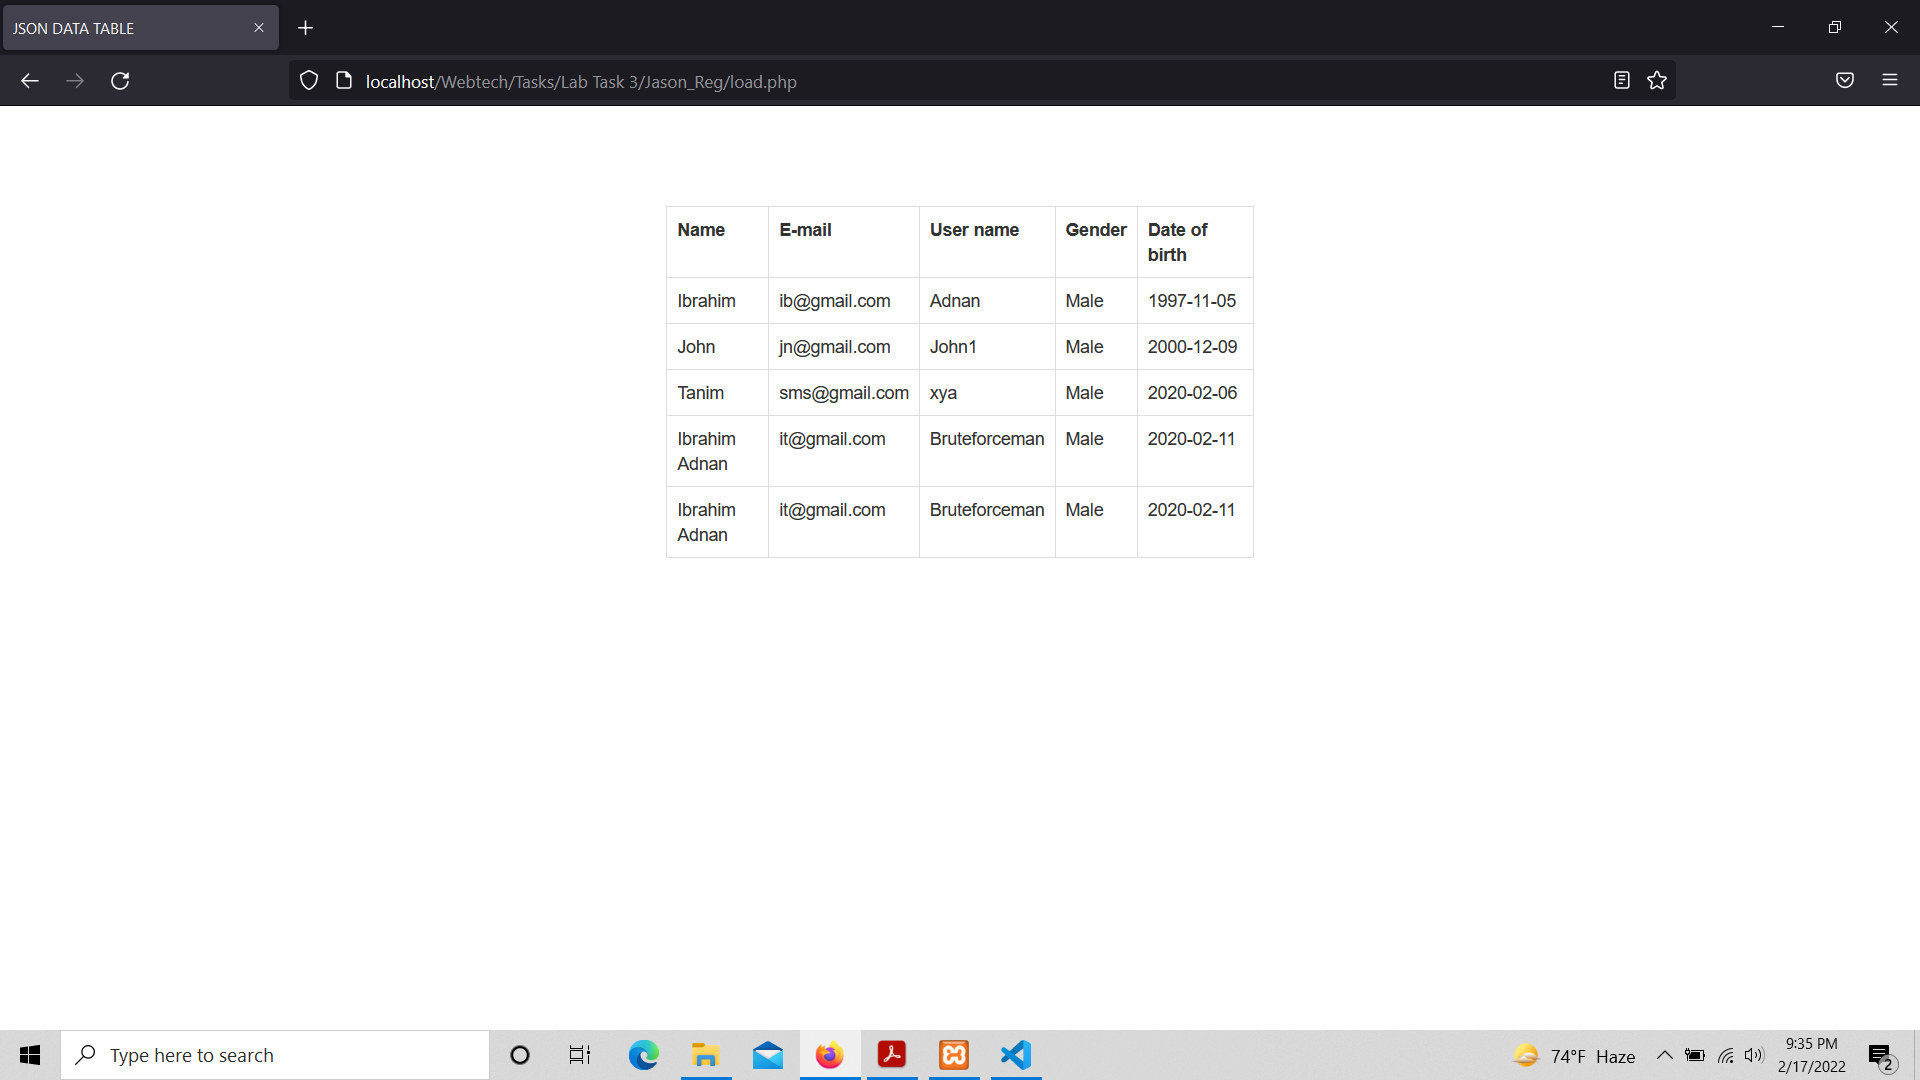 JSON DATA TABLE
localhost/Webtech/Tasks/Lab Task 3/Jason_Reg/load.php
Name E-mail User name Gender Date of
birth
Ibrahim ib@gmail.com Adnan Male 1997-11-05
John jn@gmail.com John1 Male 2000-12-09
Tanim sms@gmail.com xya Male 2020-02-06
Ibrahim it@gmail.com Bruteforceman Male 2020-02-11
Adnan
Ibrahim it@gmail.com Bruteforceman Male 2020-02-11
Adnan
Type here to search
74°F Haze
9:35 PM
2/17/2022
2